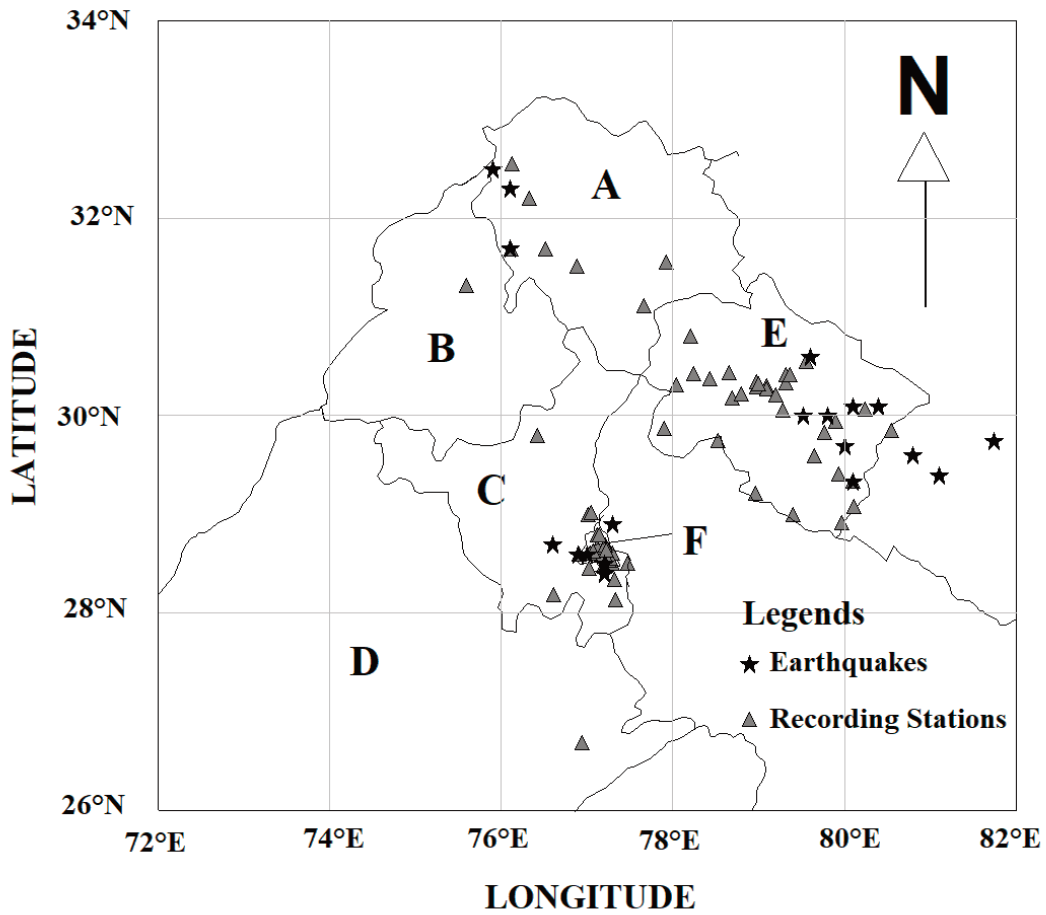 34°N
N
A
32°N
E
B
30°N
C
F
28°N
Legends
D
Earthquakes
Recording Stations
26°N
72°E 74°E 76°E 78°E 80°E 82°E
LATITUDE
LONGITUDE